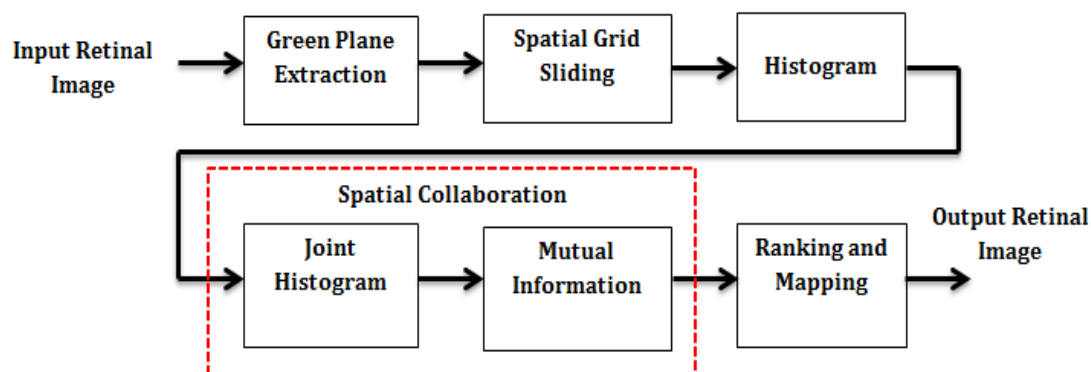 Input Retinal
Image
Green Plane
Extraction
Spatial Grid
Sliding
Histogram
Spatial Collaboration
Joint
Histogram
Mutual
Information
Ranking and
Mapping
Output Retinal
Image